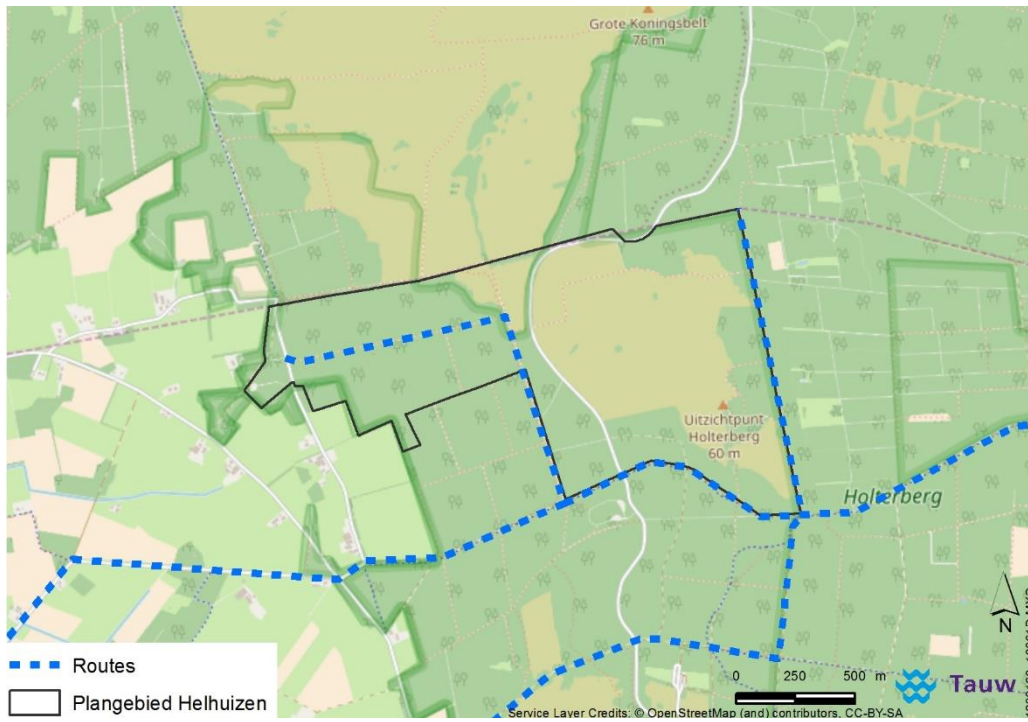 Grote Koningsbelt
76 m
Uitzichtpunt
Holterberg
60 m
Holterberg
N
Routes
Plangebied Helhuizen
0 250 500 m
Tauw
Service Layer Credits: © OpenStreetMap (and) contributors, CC-BY-SA